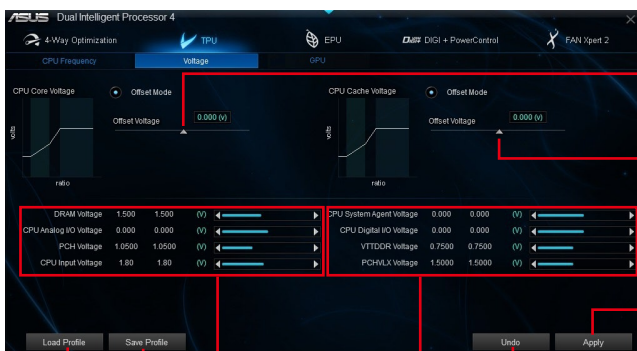 ASUS Dual Intelligent Processor 4
4-Way Optimization TPU EPU DIGI+ DIGI + PowerControl FAN Xpert 2
CPU Frequency Voltage GPU
CPU Core Voltage Offset Mode CPU Cache Voltage Offset Mode
Offset Voltage 0.000 (v) Offset Voltage 0.000 (v)
volts volts
ratio ratio
DRAM Voltage 1.500 1.500 (V) CPU System Agent Voltage 0.000 0.000 (V)
CPU Analog I/O Voltage 0.000 0.000 (V) CPU Digital I/O Voltage 0.000 0.000 (V)
PCH Voltage 1.0500 1.0500 (V) VTTDDR Voltage 0.7500 0.7500 (V)
CPU Input Voltage 1.80 1.80 (V) PCHVLX Voltage 1.5000 1.5000 (V)
Load Profile Save Profile Undo Apply